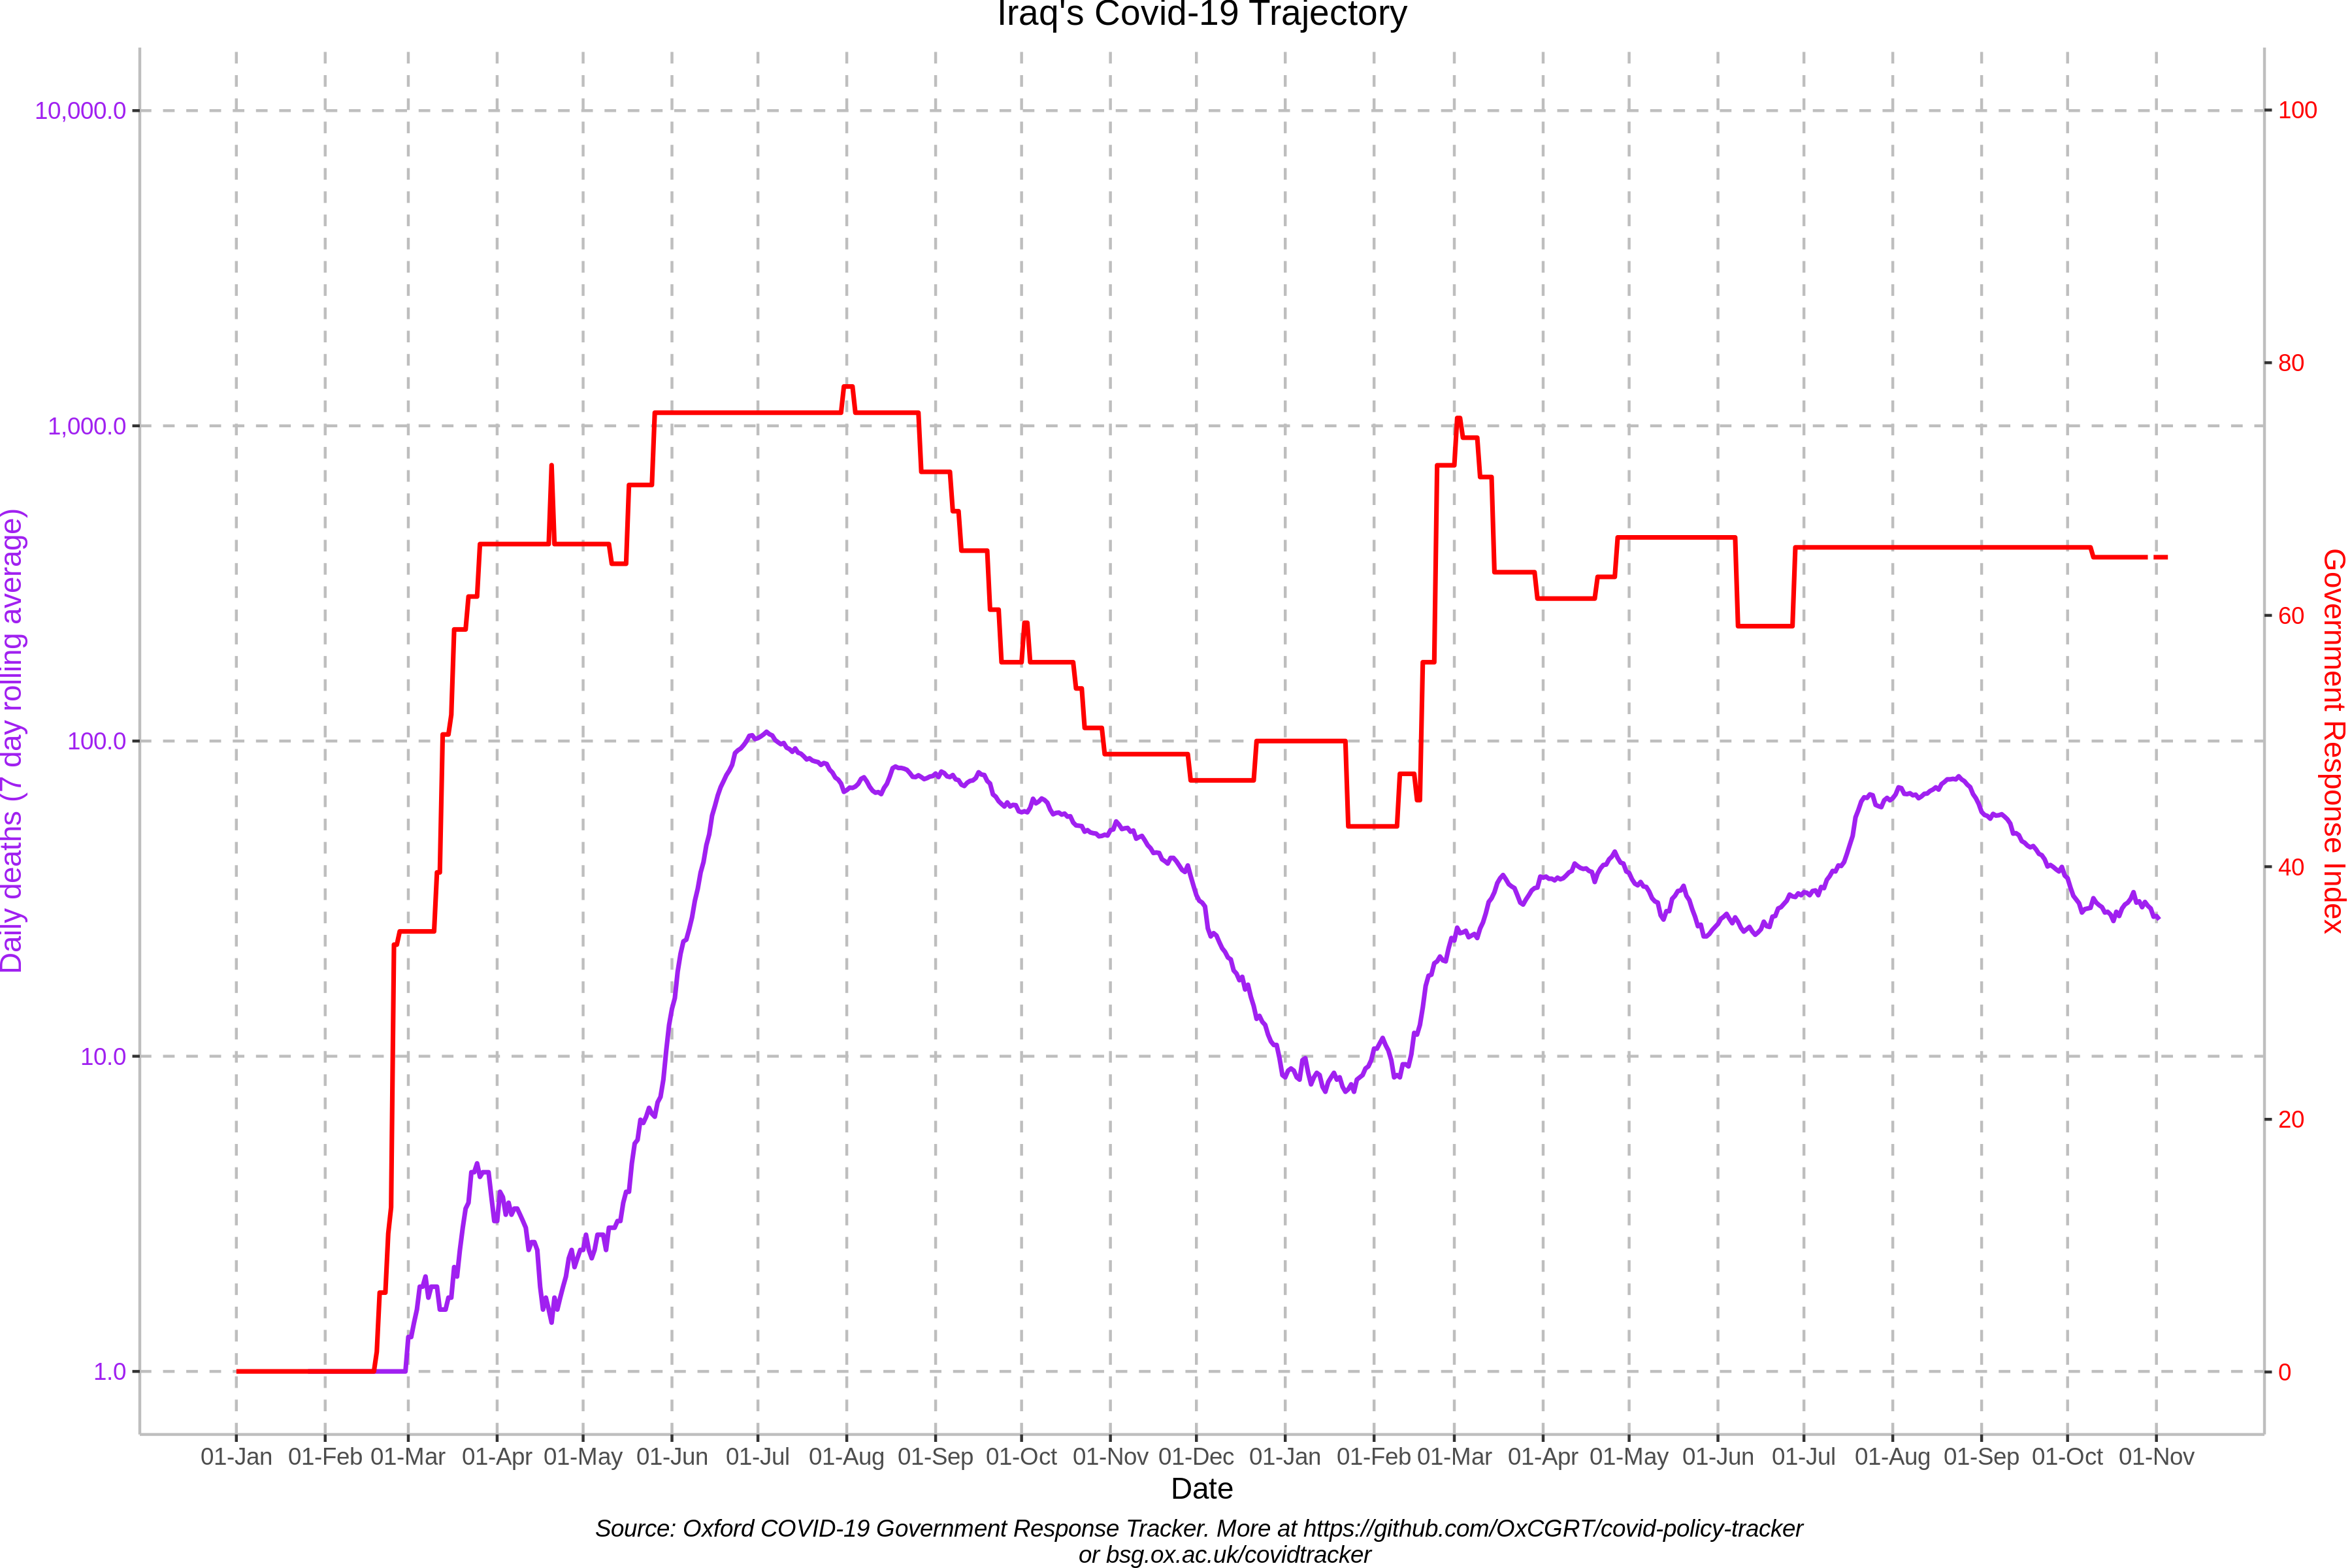 Iraq's Covid-19 Trajectory
10,000.0
1,000.0
100.0
10.0
1.0
Daily deaths (7 day rolling average)
100
80
60
40
20
0
Government Response Index
01-Jan 01-Feb 01-Mar 01-Apr 01-May 01-Jun 01-Jul 01-Aug 01-Sep 01-Oct 01-Nov 01-Dec 01-Jan 01-Feb 01-Mar 01-Apr 01-May 01-Jun 01-Jul 01-Aug 01-Sep 01-Oct 01-Nov
Date
Source: Oxford COVID-19 Government Response Tracker. More at https://github.com/OxCGRT/covid-policy-tracker
or bsg.ox.ac.uk/covidtracker